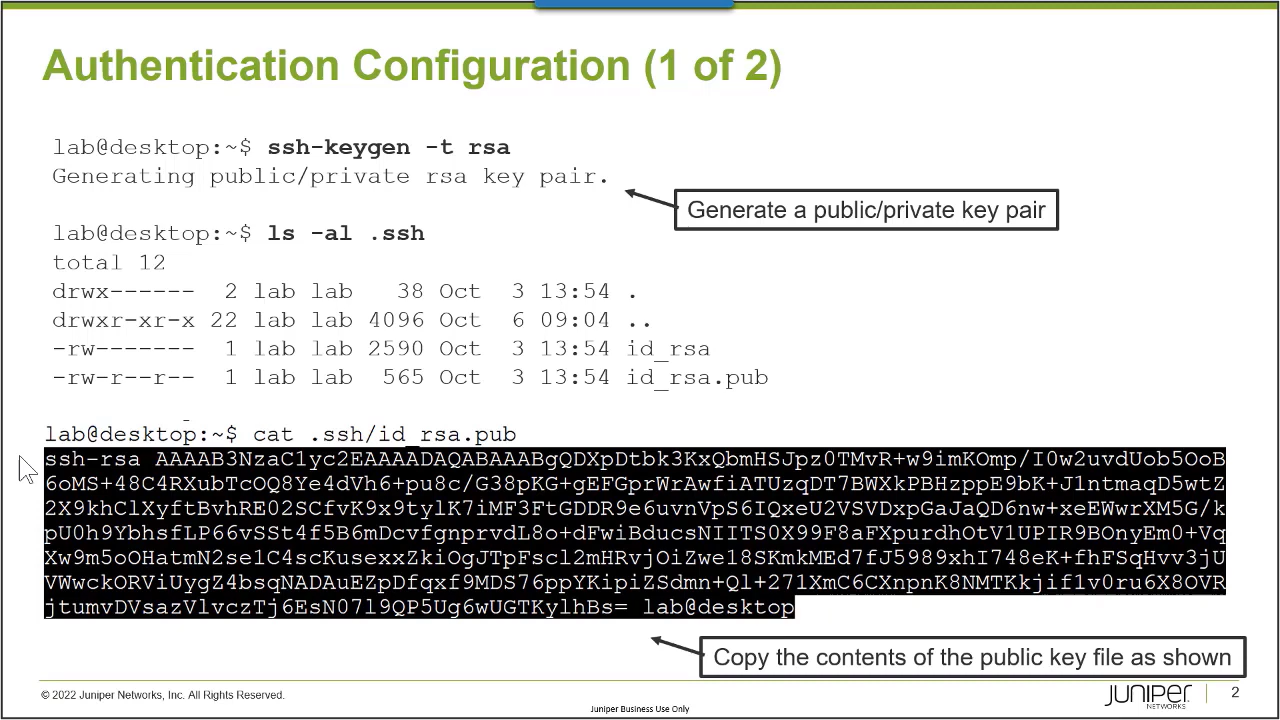 Authentication Configuration (1 of 2)
lab@desktop:~$ ssh-keygen -t rsa
Generating public/private rsa key pair.
Generate a public/private key pair
lab@desktop:~$ ls -al .ssh
total 12
drwx------  2 lab lab   38 Oct  3 13:54 .
drwxr-xr-x 22 lab lab 4096 Oct  6 09:04 ..
-rw-------  1 lab lab 2590 Oct  3 13:54 id_rsa
-rw-r--r--  1 lab lab  565 Oct  3 13:54 id_rsa.pub
lab@desktop:~$ cat .ssh/id_rsa.pub
ssh-rsa AAAAB3NzaC1yc2EAAAADAQABAAABgQDXpDtbk3KxQbmHSJpz0TMvR+w9imKOmp/I0w2uvdUob5OoB
6oMS+48C4RXubTcOQ8Ye4dVh6+pu8c/G38pKG+gEFGprWrAwfiATUzqDT7BWXkPBHzppE9bK+J1ntmaqD5wtZ
2X9khClXyftBvhRE02SCfvK9x9tylK7iMF3FtGDDR9e6uvnVpS6IQxeU2VSVDxpGaJaQD6nw+xeEWwrXM5G/k
pU0h9YbhsfLP66vSSt4f5B6mDcvfgnprvdL8o+dFwiBducsNIITS0X99F8aFXpurdhOtV1UPIR9BOnyEm0+Vq
Xw9m5oOHatmN2se1C4scKusexxZkiOgJTpFscl2mHRvjOiZwe18SKmkMEd7fJ5989xhI748eK+fhFSqHvv3jU
VWwckORViUygZ4bsqNADAuEZpDfqxf9MDS76ppYKipiZSdmn+Ql+271XmC6CXnpnK8NMTKkjif1v0ru6X8OVR
jtumvDVsazVlvczTj6EsN07l9QP5Ug6wUGTKylhBs= lab@desktop
Copy the contents of the public key file as shown
© 2022 Juniper Networks, Inc. All Rights Reserved.
Juniper Business Use Only
JUNIPER
NETWORKS
2